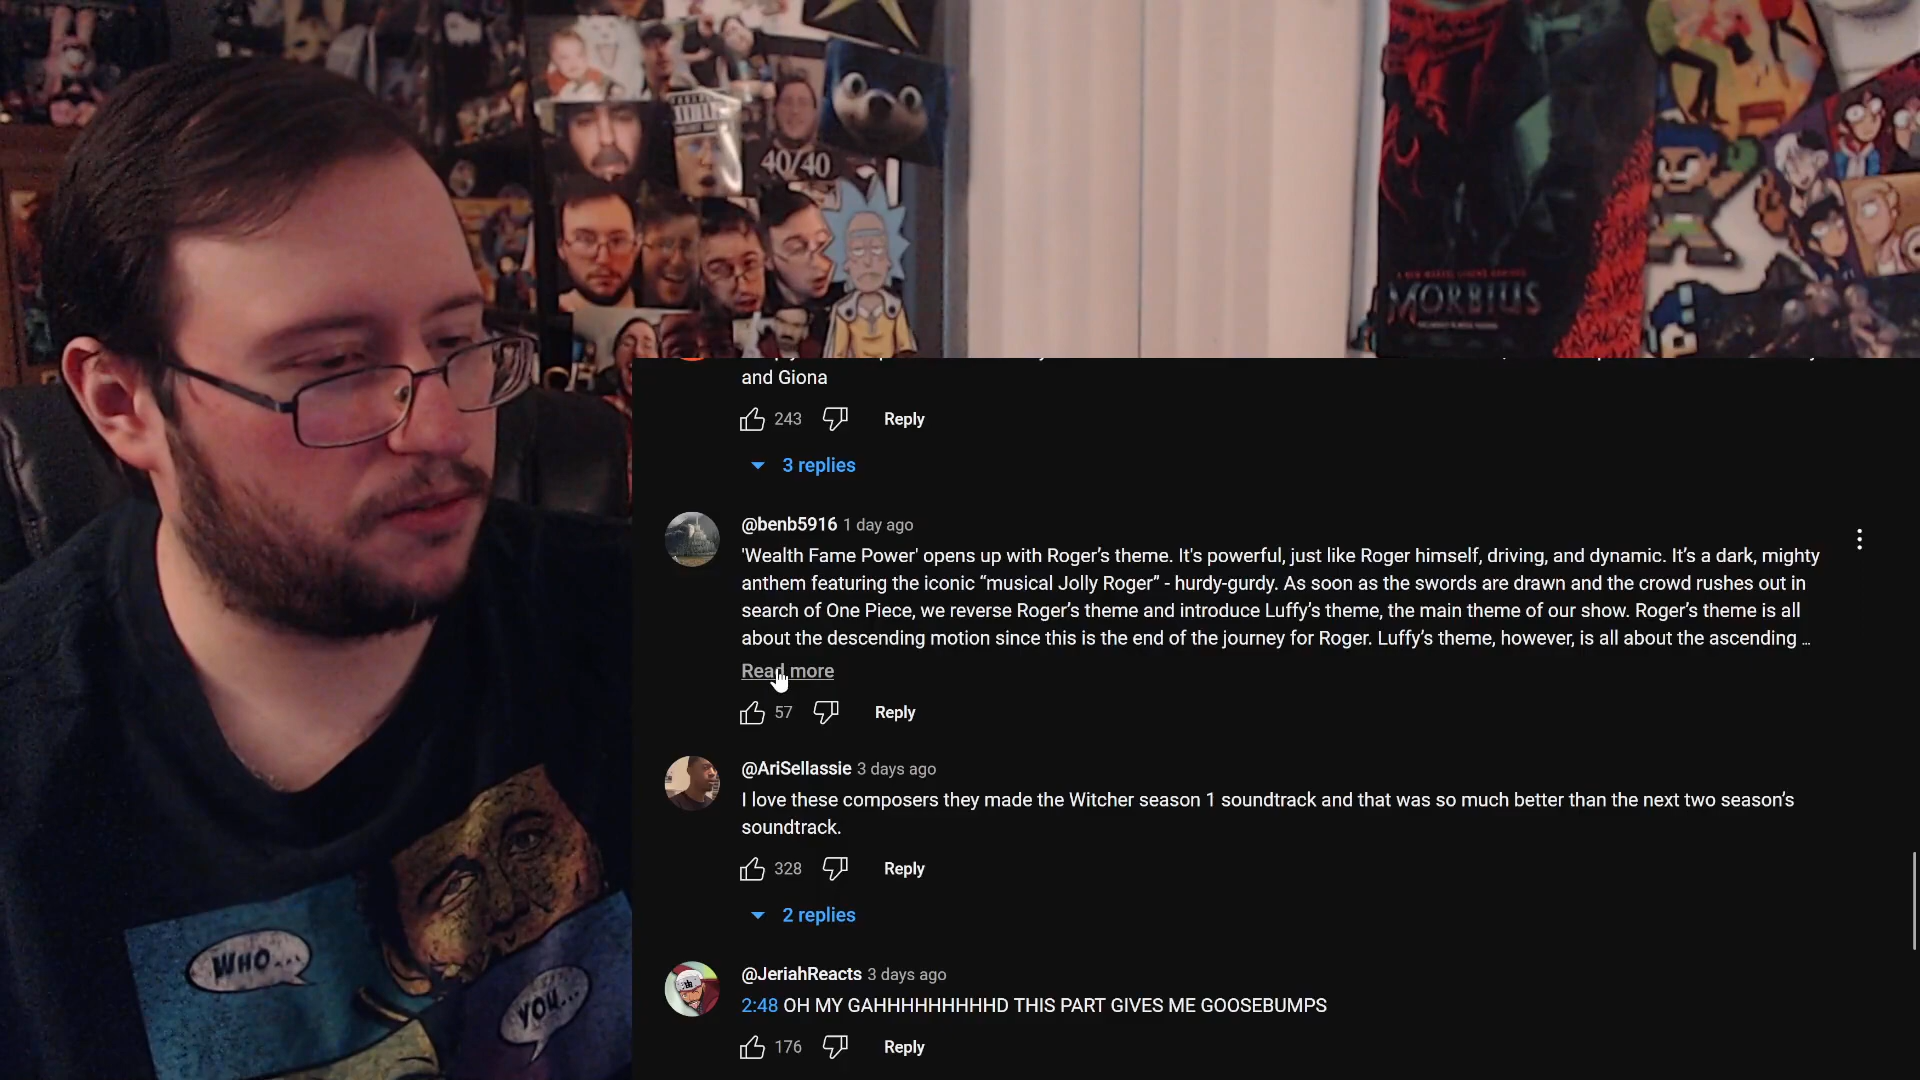 40/40
A NEW MARVEL LEGEND ARRIVES
MORBIUS
and Giona
243 Reply
3 replies
@benb5916 1 day ago
'Wealth Fame Power' opens up with Roger’s theme. It's powerful, just like Roger himself, driving, and dynamic. It’s a dark, mighty
anthem featuring the iconic “musical Jolly Roger” - hurdy-gurdy. As soon as the swords are drawn and the crowd rushes out in
search of One Piece, we reverse Roger’s theme and introduce Luffy’s theme, the main theme of our show. Roger’s theme is all
about the descending motion since this is the end of the journey for Roger. Luffy’s theme, however, is all about the ascending ...
Read more
57 Reply
@AriSellassie 3 days ago
I love these composers they made the Witcher season 1 soundtrack and that was so much better than the next two season’s
soundtrack.
328 Reply
2 replies
@JeriahReacts 3 days ago
2:48 OH MY GAHHHHHHHHHD THIS PART GIVES ME GOOSEBUMPS
176 Reply
WHO...
YOU...